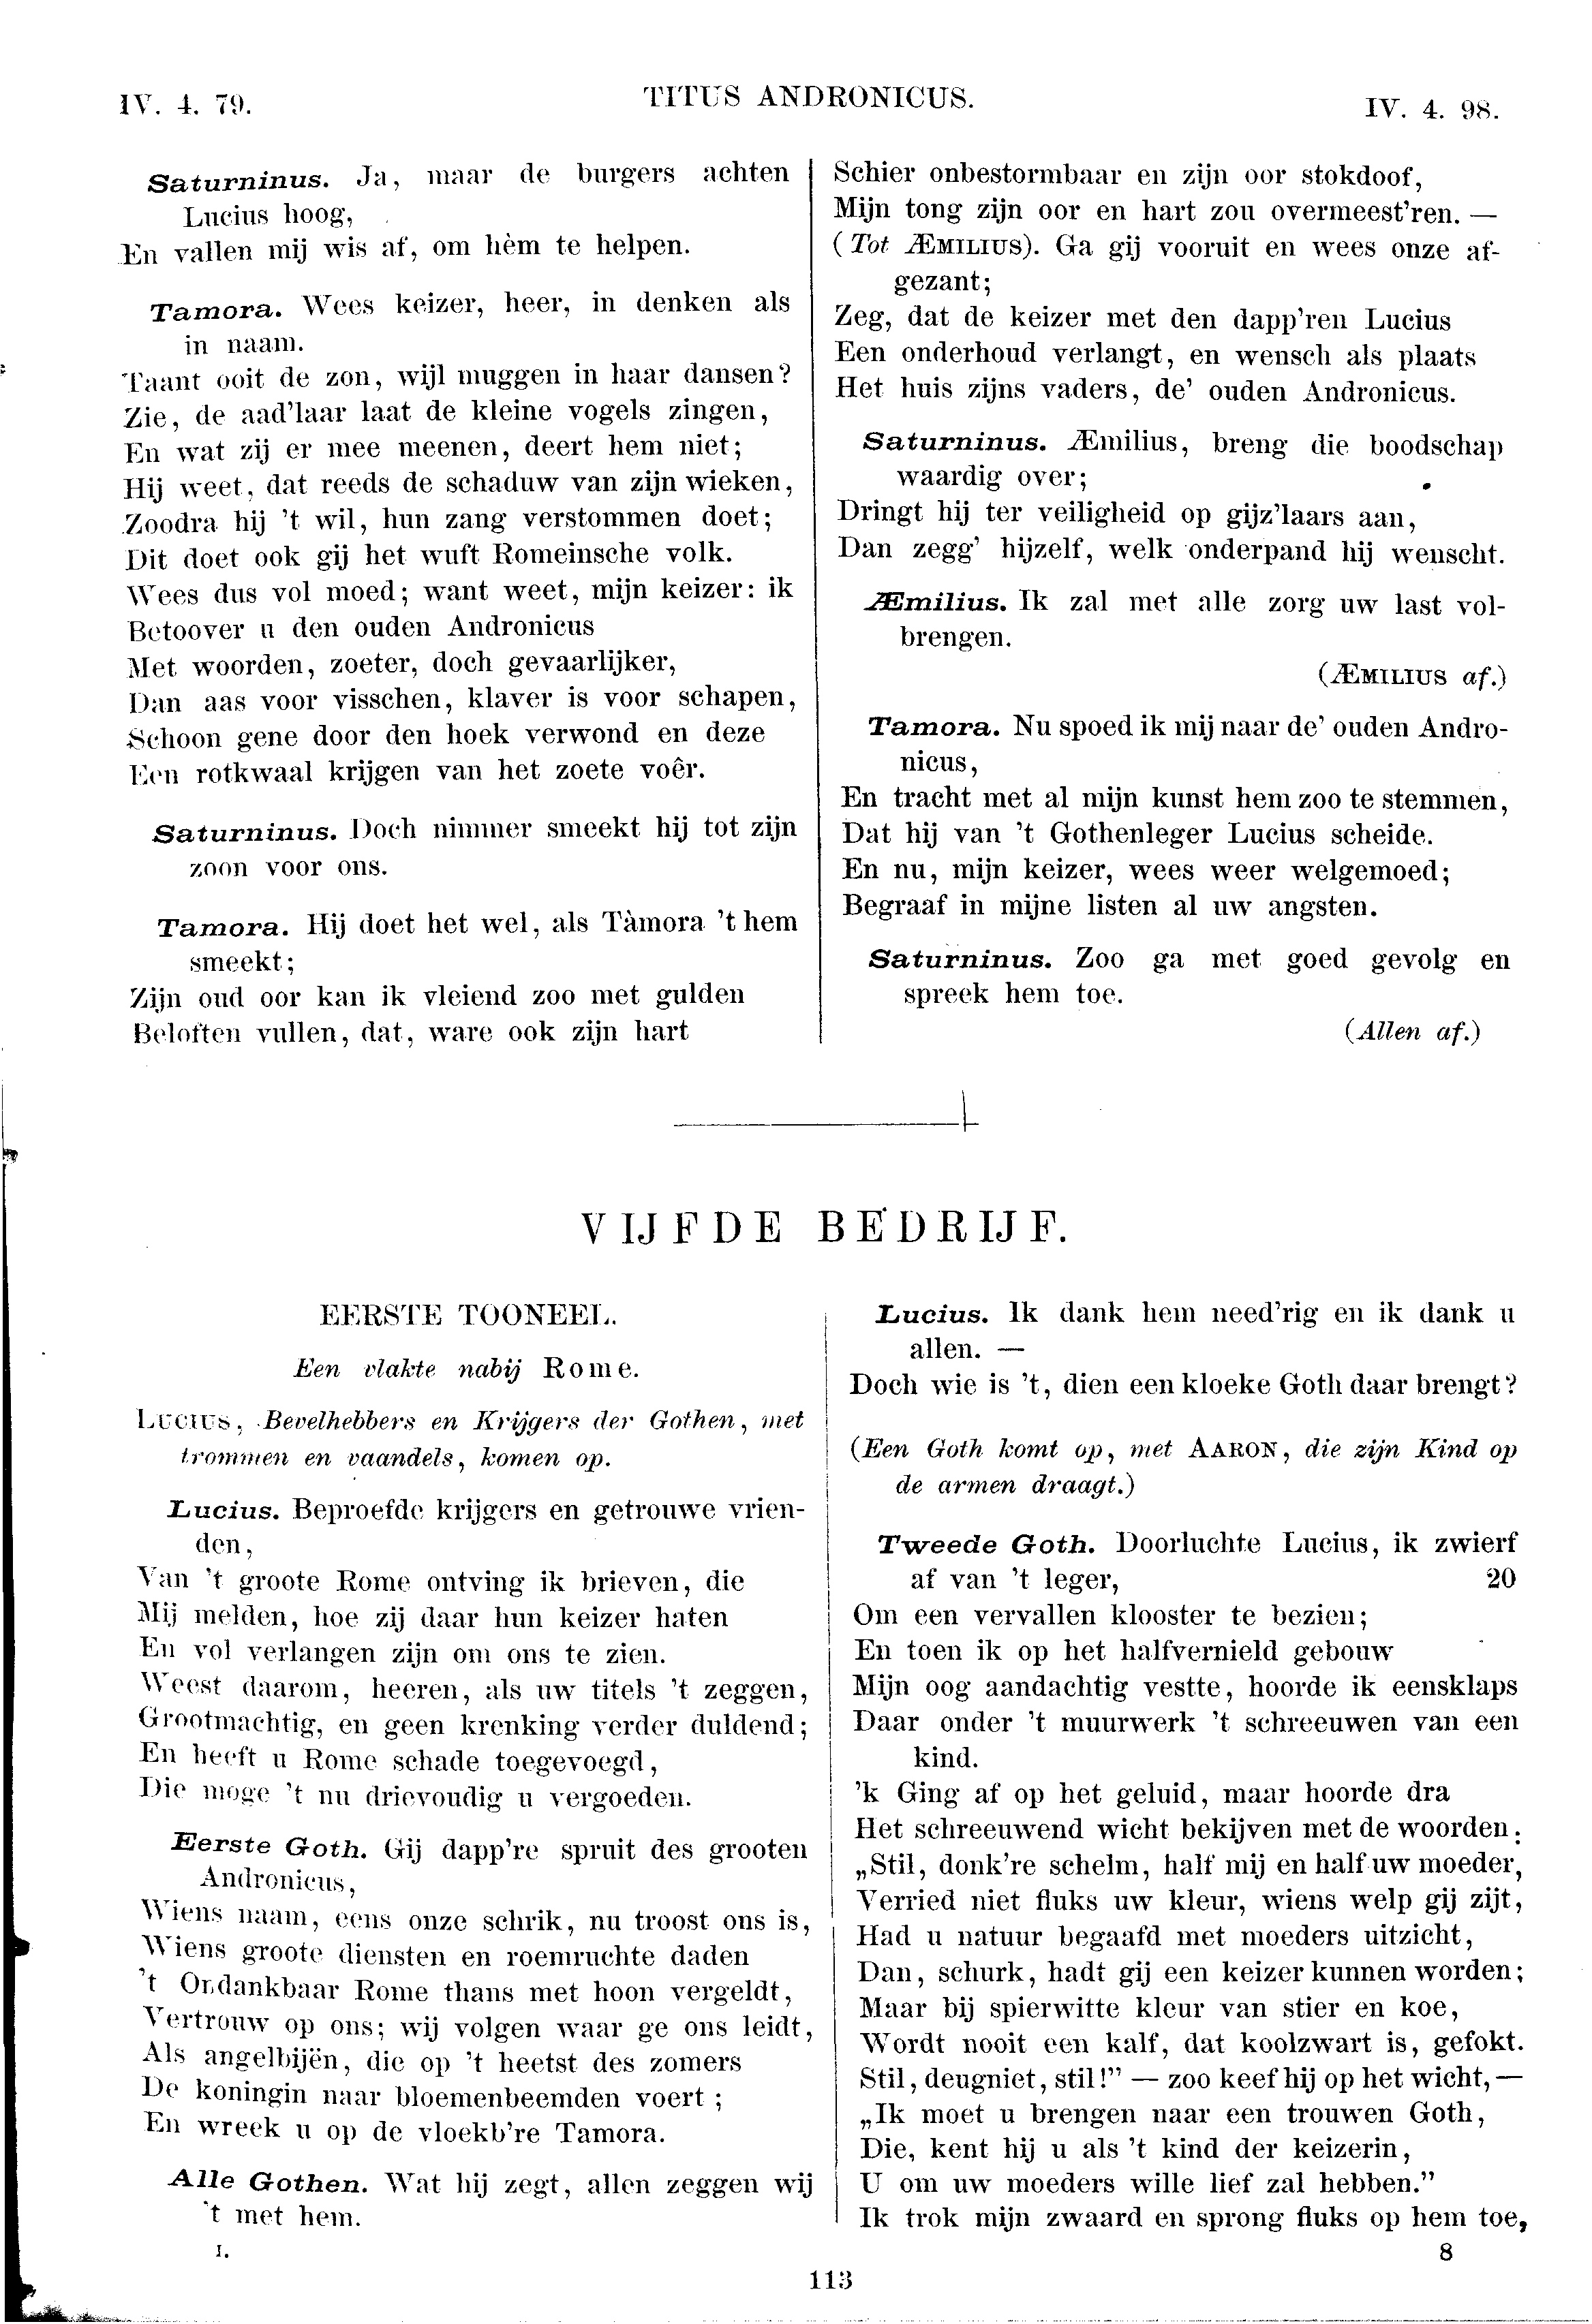 IV. 4. 79.
TITUS ANDRONICUS.
IV. 4. 98.
Saturninus. Ja, maar de burgers achten
Lucius hoog,
En vallen mij wis af, om hèm te helpen.
Tamora. Wees keizer, heer, in denken als
in naam.
Taant ooit de zon, wijl muggen in haar dansen?
Zie, de aad'laar laat de kleine vogels zingen,
En wat zij er mee meenen, deert hem niet;
Hij weet, dat reeds de schaduw van zijn wieken,
Zoodra hij 't wil, hun zang verstommen doet;
Dit doet ook gij het wuft Romeinsche volk.
Wees dus vol moed; want weet, mijn keizer: ik
Betoover u den ouden Andronicus
Met woorden, zoeter, doch gevaarlijker,
Dan aas voor visschen, klaver is voor schapen,
Schoon gene door den hoek verwond en deze
Een rotkwaal krijgen van het zoete voêr.
Saturninus. Doch nimmer smeekt hij tot zijn
zoon voor ons.
Tamora. Hij doet het wel, als Tàmora 't hem
smeekt;
Zijn oud oor kan ik vleiend zoo met gulden
Beloften vullen, dat, ware ook zijn hart
Schier onbestormbaar en zijn oor stokdoof,
Mijn tong zijn oor en hart zou overmeest'ren. —
(Tot ÆMILIUS). Ga gij vooruit en wees onze af-
gezant;
Zeg, dat de keizer met den dapp'ren Lucius
Een onderhoud verlangt, en wensch als plaats
Het huis zijns vaders, de' ouden Andronicus.
Saturninus. Æmilius, breng die boodschap
waardig over;
Dringt hij ter veiligheid op gijz'laars aan,
Dan zegg' hijzelf, welk onderpand hij wenscht.
Æmilius. Ik zal met alle zorg uw last vol-
brengen.
(ÆMILIUS af.)
Tamora. Nu spoed ik mij naar de' ouden Andro-
nicus,
En tracht met al mijn kunst hem zoo te stemmen,
Dat hij van 't Gothenleger Lucius scheide.
En nu, mijn keizer, wees weer welgemoed;
Begraaf in mijne listen al uw angsten.
Saturninus. Zoo ga met goed gevolg en
spreek hem toe.
(Allen af.)
VIJFDE BEDRIJF.
EERSTE TOONEEL.
Een vlakte nabij Rome.
LUCIUS, Bevelhebbers en Krijgers der Gothen, met
trommen en vaandels, komen op.
Lucius. Beproefde krijgers en getrouwe vrien-
den,
Van 't groote Rome ontving ik brieven, die
Mij melden, hoe zij daar hun keizer haten
En vol verlangen zijn om ons te zien.
Weest daarom, heeren, als uw titels 't zeggen,
Grootmachtig, en geen krenking verder duldend;
En heeft u Rome schade toegevoegd,
Die moge 't nu drievoudig u vergoeden.
Eerste Goth. Gij dapp're spruit des grooten
Andronicus,
Wiens naam, eens onze schrik, nu troost ons is,
Wiens groote diensten en roemruchte daden
't Ondankbaar Rome thans met hoon vergeldt,
Vertrouw op ons; wij volgen waar ge ons leidt,
Als angelbijën, die op 't heetst des zomers
De koningin naar bloemenbeemden voert;
En wreek u op de vloekb're Tamora.
Alle Gothen. Wat hij zegt, allen zeggen wij
't met hem.
I.
Lucius. Ik dank hem need'rig en ik dank u
allen. —
Doch wie is 't, dien een kloeke Goth daar brengt?
(Een Goth komt op, met AARON, die zijn Kind op
de armen draagt.)
Tweede Goth. Doorluchte Lucius, ik zwierf
af van 't leger, 20
Om een vervallen klooster te bezien;
En toen ik op het halfvernield gebouw
Mijn oog aandachtig vestte, hoorde ik eensklaps
Daar onder 't muurwerk 't schreeuwen van een
kind.
'k Ging af op het geluid, maar hoorde dra
Het schreeuwend wicht bekijven met de woorden:
„Stil, donk're schelm, half mij en half uw moeder,
Verried niet fluks uw kleur, wiens welp gij zijt,
Had u natuur begaafd met moeders uitzicht,
Dan, schurk, hadt gij een keizer kunnen worden;
Maar bij spierwitte kleur van stier en koe,
Wordt nooit een kalf, dat koolzwart is, gefokt.
Stil, deugniet, stil!” — zoo keef hij op het wicht, —
„Ik moet u brengen naar een trouwen Goth,
Die, kent hij u als 't kind der keizerin,
U om uw moeders wille lief zal hebben.”
Ik trok mijn zwaard en sprong fluks op hem toe,
8
113